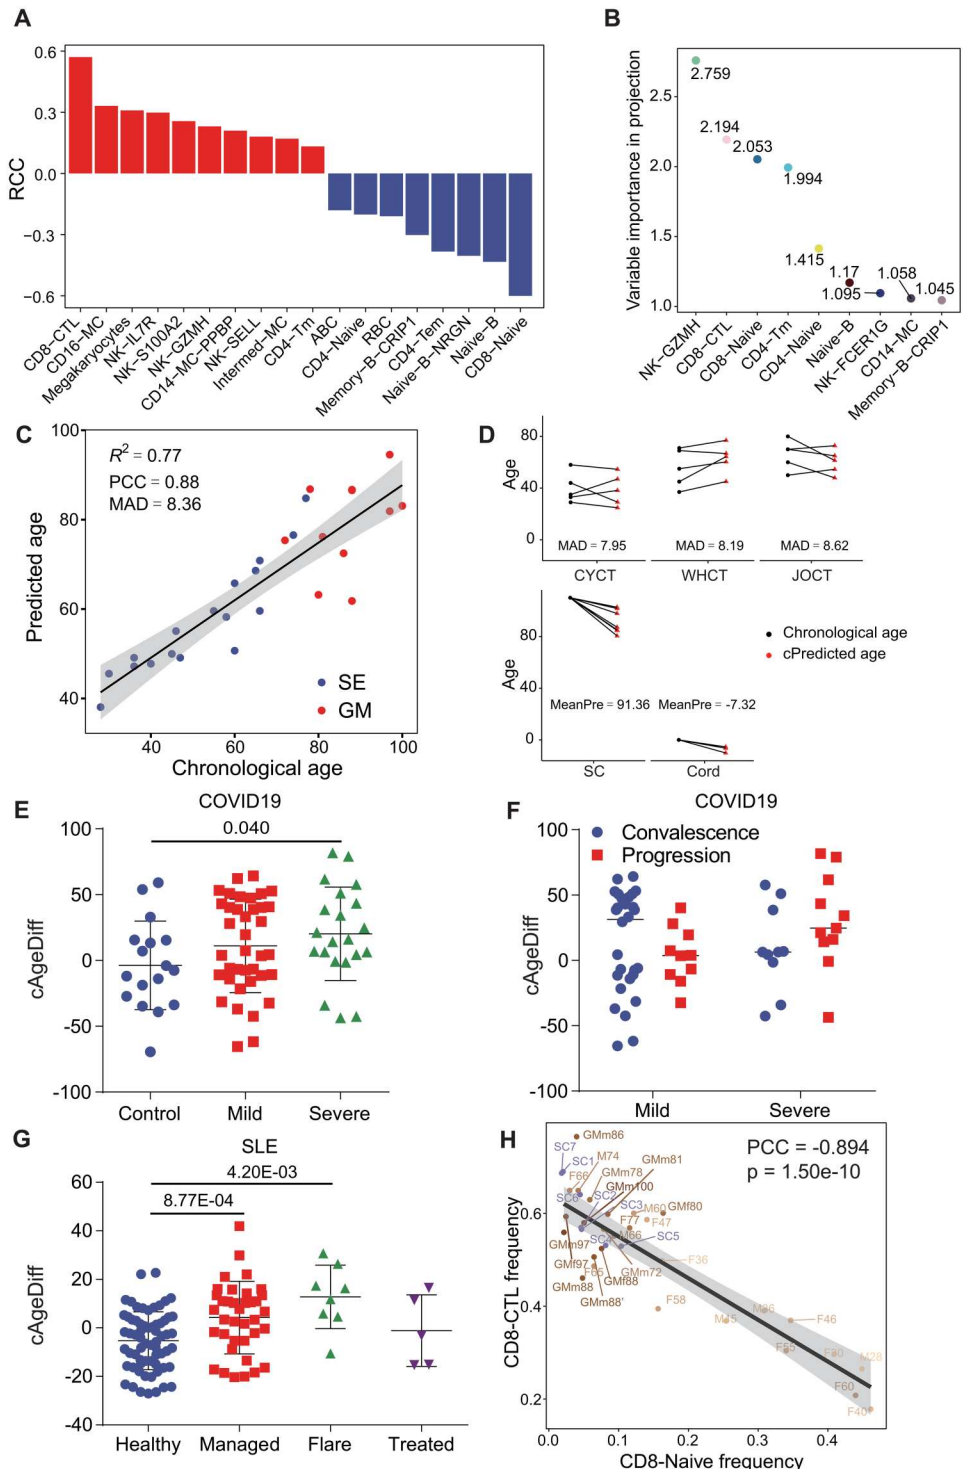 A
RCC
0.6
0.3
0.0
−0.3
−0.6
CD8−CTL
CD16−MC
Megakaryocytes
NK−IL7R
NK−S100A2
NK−GZMH
CD14−MC−PPBP
NK−SELL
Intermed−MC
CD4−Tm
ABC
CD4−Naive
RBC
Memory−B−CRIP1
CD4−Tem
Naive−B−NRGN
Naive−B
CD8−Naive
B
Variable importance in projection
2.5
2.0
1.5
1.0
2.759
2.194
2.053
1.994
1.415
1.17
1.095
1.058
1.045
NK−GZMH
CD8−CTL
CD8−Naive
CD4−Tm
CD4−Naive
Naive−B
NK−FCER1G
CD14−MC
Memory−B−CRIP1
C
Predicted age
100
80
60
40
R² = 0.77
PCC = 0.88
MAD = 8.36
SE
GM
40 60 80 100
Chronological age
D
Age
80
40
0
MAD = 7.95 MAD = 8.19 MAD = 8.62
CYCT WHCT JOCT
Age
80
40
0
MeanPre = 91.36 MeanPre = -7.32
SC Cord
Chronological age
cPredicted age
E
COVID19
0.040
cAgeDiff
100
50
0
-50
-100
Control Mild Severe
F
COVID19
Convalescence
Progression
cAgeDiff
100
50
0
-50
-100
Mild Severe
G
SLE
4.20E-03
8.77E-04
cAgeDiff
60
40
20
0
-20
-40
Healthy Managed Flare Treated
H
PCC = -0.894
p = 1.50e-10
CD8-CTL frequency
0.6
0.4
0.2
GMm86
SC7
SC1
M74
GMm81
F66
GMm78
GMm100
SC6
SC2
SC3
M60
GMf80
F77
F47
M66
SC4
SC5
GMm97
GMf97
F65
GMm72
F36
GMm88
GMf88
GMm88'
F58
M45
M36
F46
F55
M28
F60
F40
0.0 0.1 0.2 0.3 0.4
CD8-Naive frequency